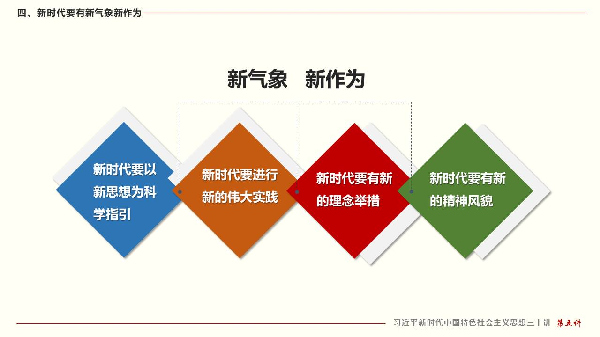 四、新时代要有新气象新作为
新气象 新作为
新时代要以
新思想为科
学指引
新时代要进行
新的伟大实践
新时代要有新
的理念举措
新时代要有新
的精神风貌
习近平新时代中国特色社会主义思想三十讲 第五讲